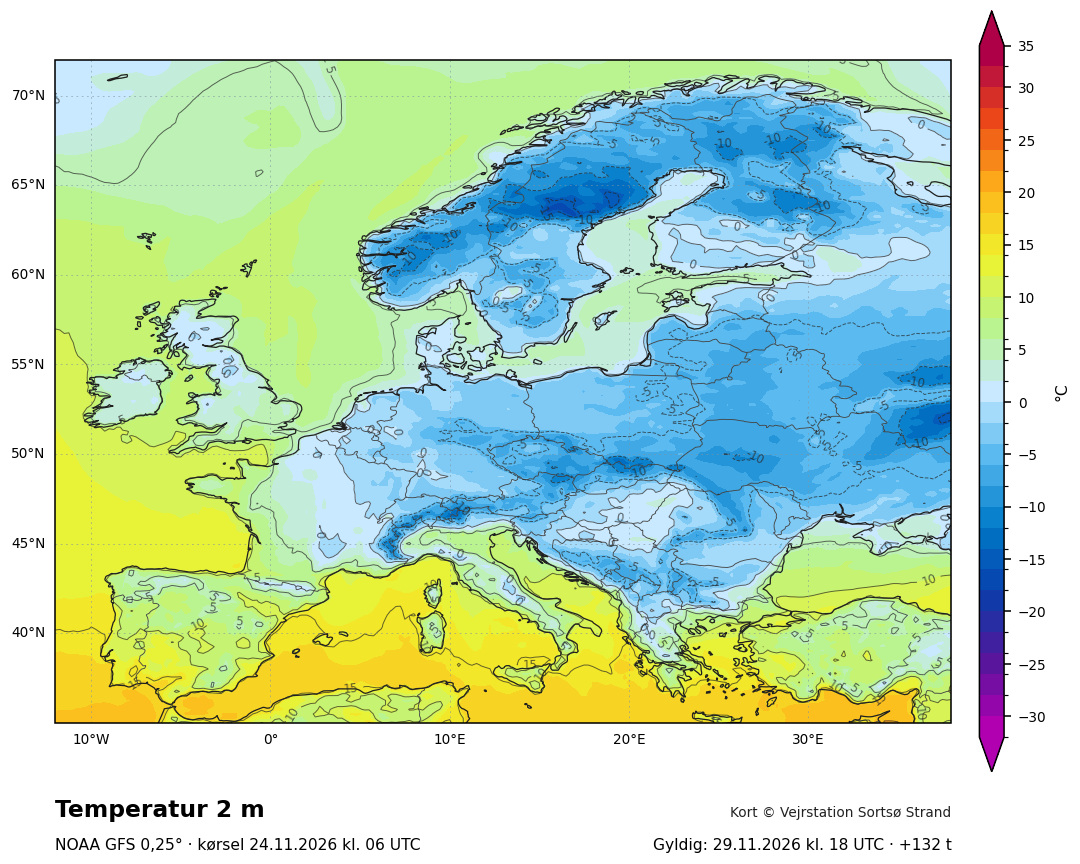 35
30
25
20
15
10
5
0
−5
−10
−15
−20
−25
−30
°C
70°N
65°N
60°N
55°N
50°N
45°N
40°N
10°W
0°
10°E
20°E
30°E
Temperatur 2 m
Kort © Vejrstation Sortsø Strand
NOAA GFS 0,25° · kørsel 24.11.2026 kl. 06 UTC
Gyldig: 29.11.2026 kl. 18 UTC · +132 t